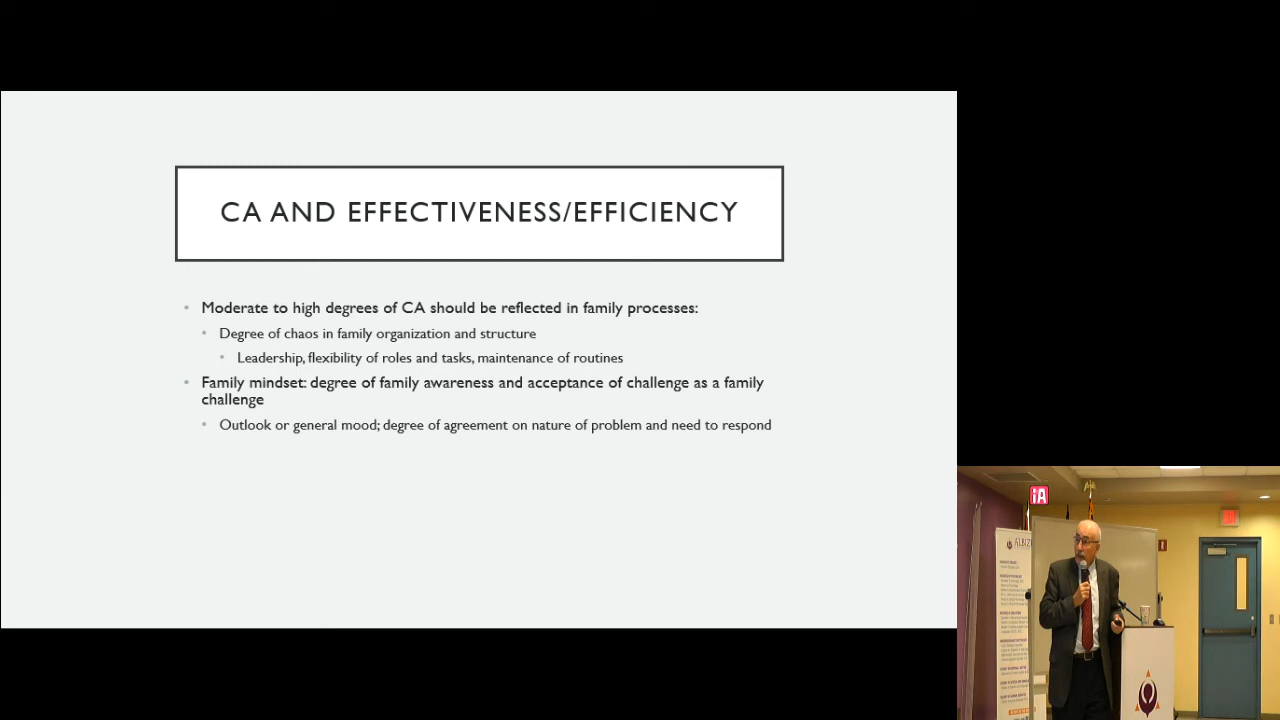 CA AND EFFECTIVENESS/EFFICIENCY
Moderate to high degrees of CA should be reflected in family processes:
Degree of chaos in family organization and structure
Leadership, flexibility of roles and tasks, maintenance of routines
Family mindset: degree of family awareness and acceptance of challenge as a family
challenge
Outlook or general mood; degree of agreement on nature of problem and need to respond
iA